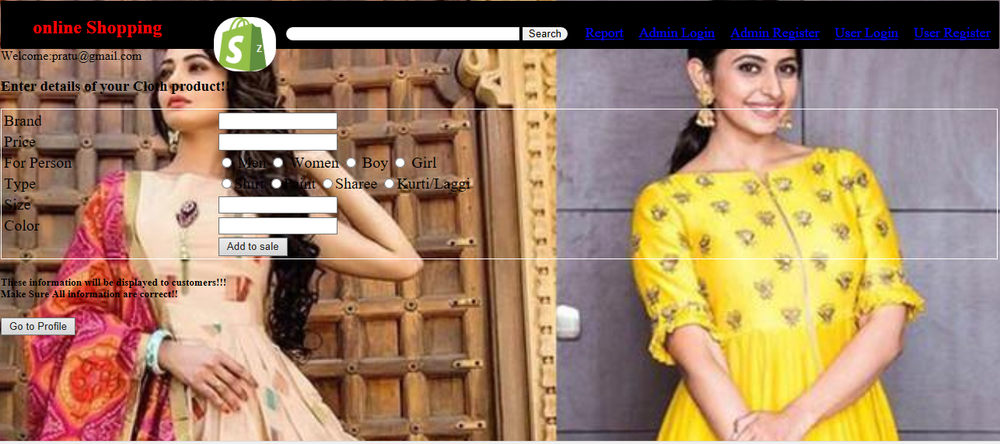 online Shopping
S
z
Search
Report Admin Login Admin Register User Login User Register
Welcome:pratu@gmail.com
Enter details of your Cloth product!!
Brand
Price
For Person Men Women Boy Girl
Type Shirt Paint Sharee Kurti/Laggi
Size
Color
Add to sale
These information will be displayed to customers!!!
Make Sure All information are correct!!
Go to Profile